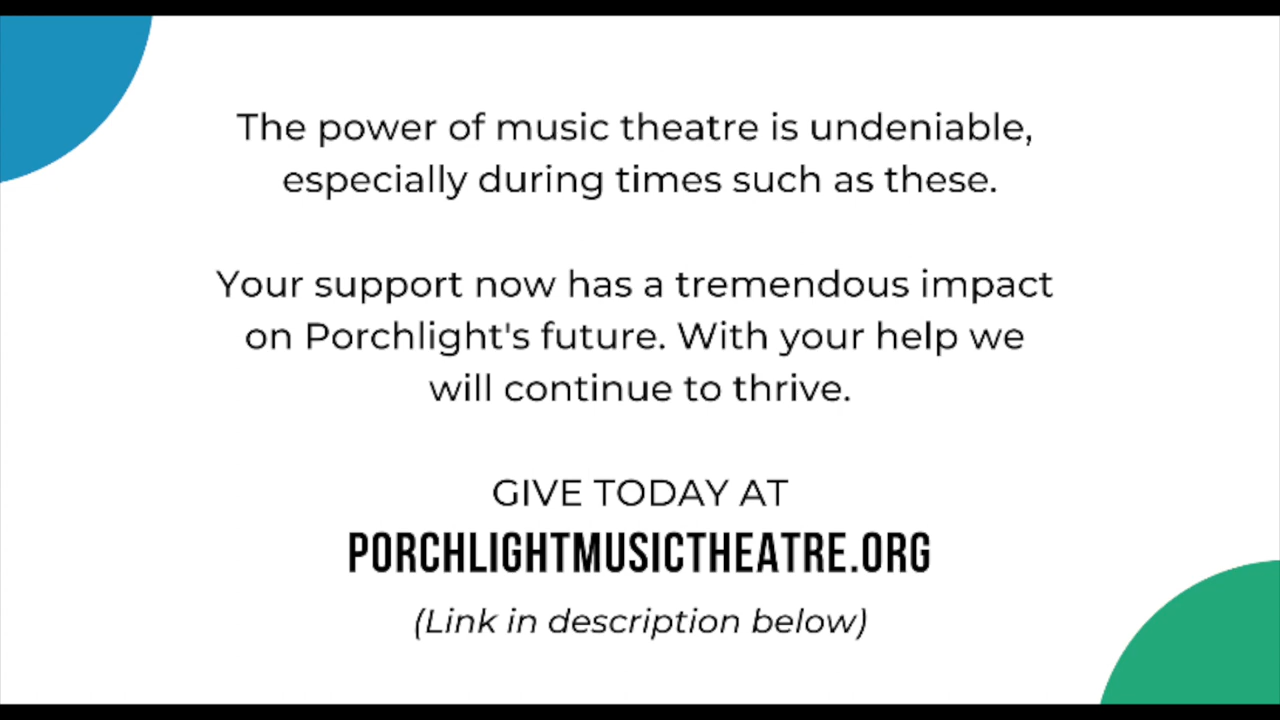 The power of music theatre is undeniable,
especially during times such as these.
Your support now has a tremendous impact
on Porchlight's future. With your help we
will continue to thrive.
GIVE TODAY AT
PORCHLIGHTMUSICTHEATRE.ORG
(Link in description below)